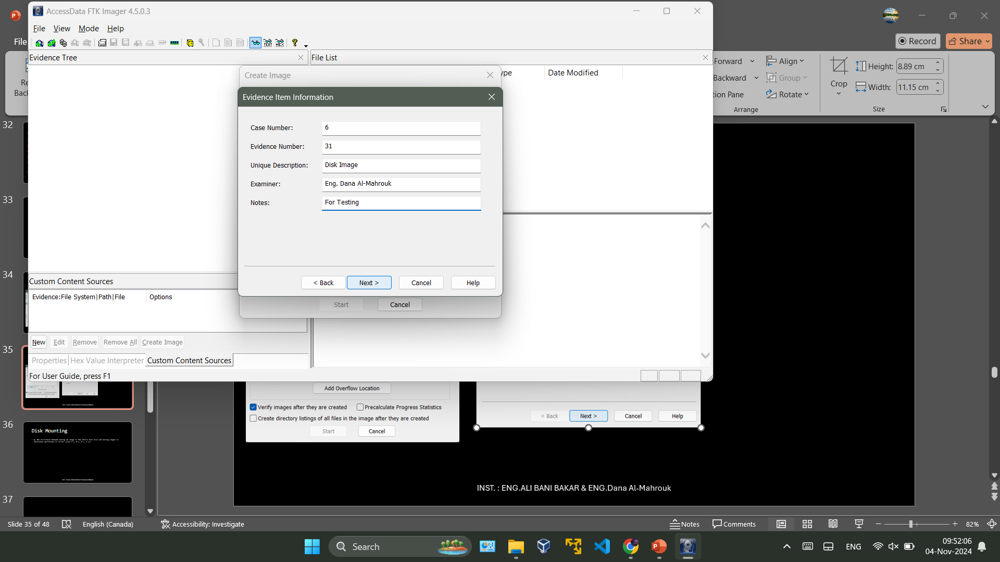 AccessData FTK Imager 4.5.0.3
File View Mode Help
File
Record
Share
Evidence Tree
File List
Create Image
Date Modified
Evidence Item Information
Case Number: 6
Evidence Number: 31
Unique Description: Disk Image
Examiner: Eng. Dana Al-Mahrouk
Notes: For Testing
< Back Next > Cancel Help
Start Cancel
Custom Content Sources
Evidence:File System|Path|File Options
New Edit Remove Remove All Create Image
Properties Hex Value Interpreter Custom Content Sources
For User Guide, press F1
Forward Align
Backward Group
tion Pane Rotate
Arrange
Crop
Height: 8.89 cm
Width: 11.15 cm
Size
32
33
34
35
36
Disk Mounting
37
Add Overflow Location
Verify images after they are created Precalculate Progress Statistics
Create directory listings of all files in the image after they are created
Start Cancel
< Back Next > Cancel Help
INST. : ENG.ALI BANI BAKAR & ENG.Dana Al-Mahrouk
Slide 35 of 48 English (Canada) Accessibility: Investigate Notes Comments 82%
Search
ENG
09:52:06
04-Nov-2024